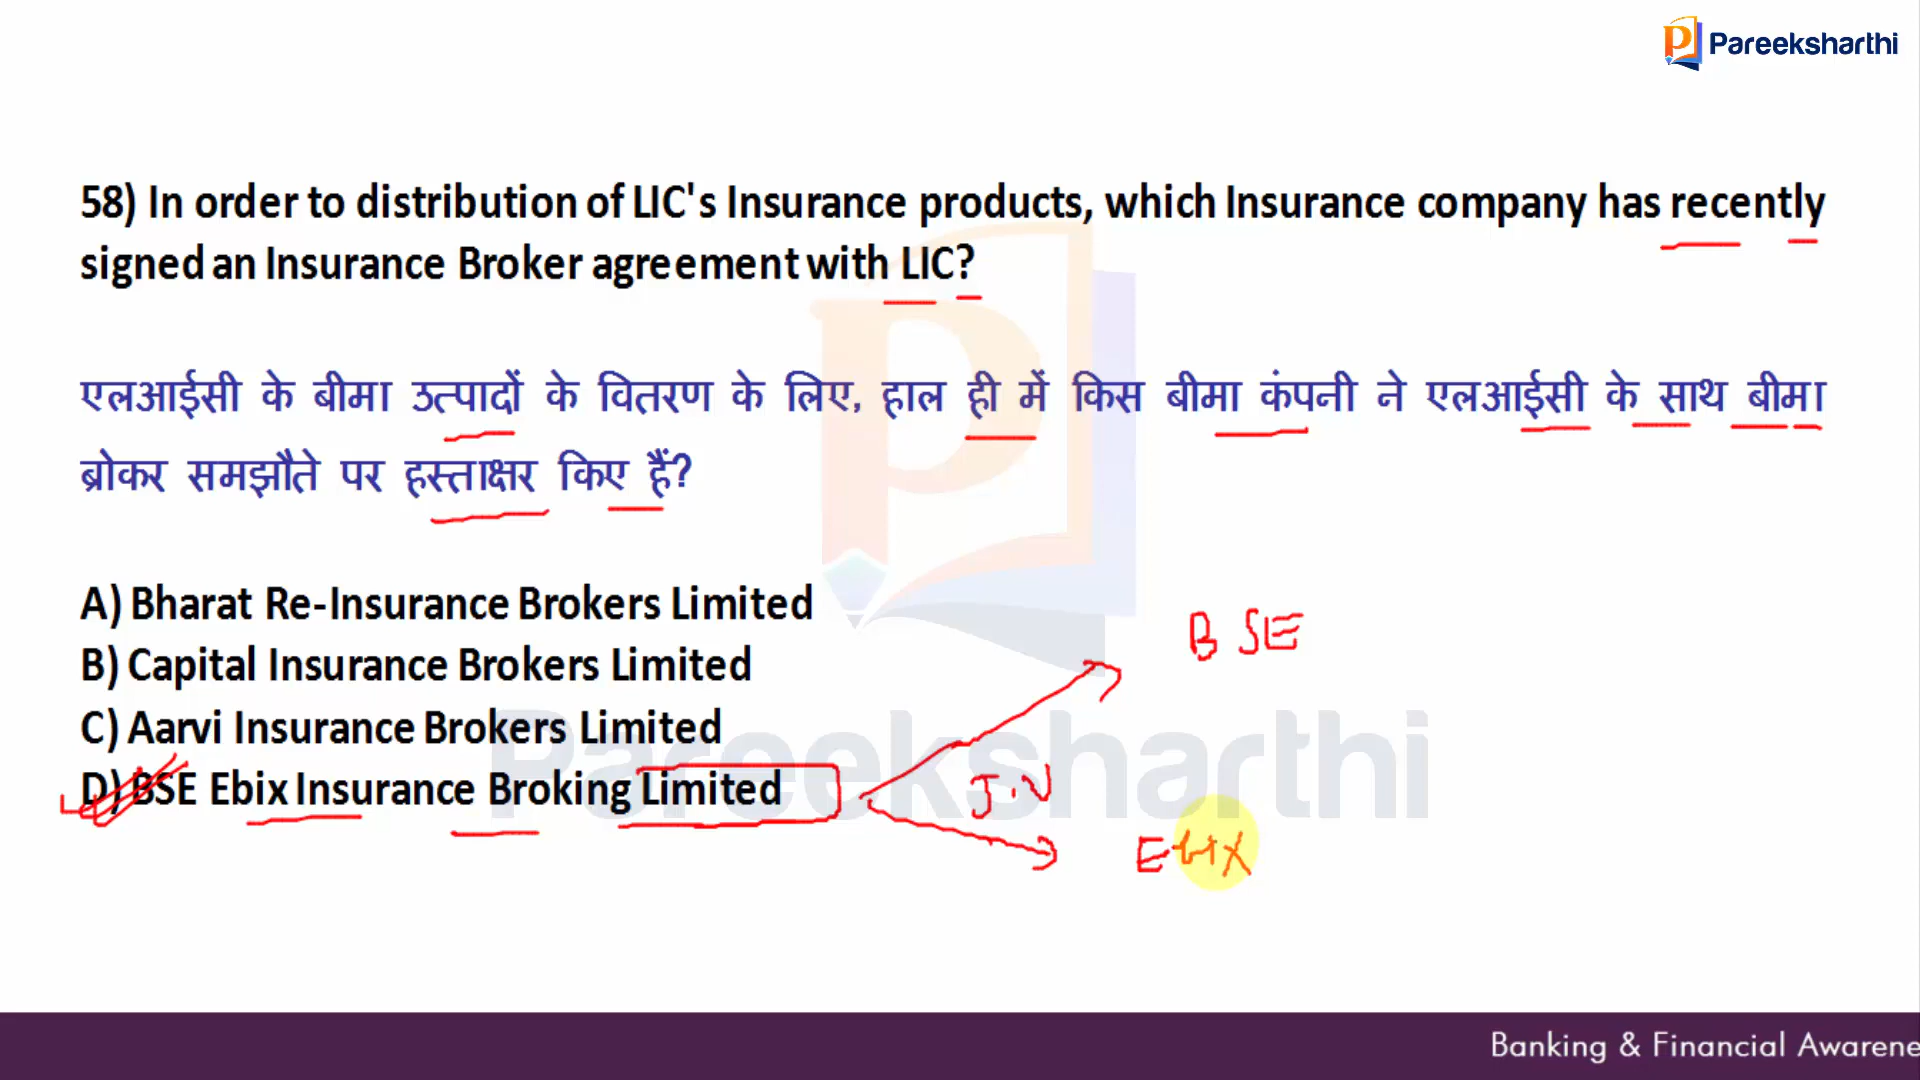 Pareeksharthi
58) In order to distribution of LIC's Insurance products, which Insurance company has recently
signed an Insurance Broker agreement with LIC?
एलआईसी के बीमा उत्पादों के वितरण के लिए, हाल ही में किस बीमा कंपनी ने एलआईसी के साथ बीमा
ब्रोकर समझौते पर हस्ताक्षर किए हैं?
A) Bharat Re-Insurance Brokers Limited
B) Capital Insurance Brokers Limited
C) Aarvi Insurance Brokers Limited
D) BSE Ebix Insurance Broking Limited
BSE
J.V
Ebix
Pareeksharthi
Banking & Financial Awarene